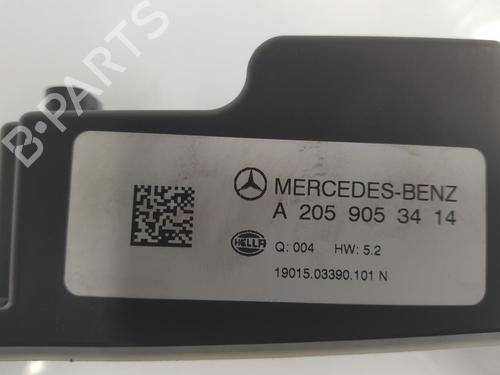 MERCEDES-BENZ
A 205 905 34 14
HELLA
Q: 004 HW: 5.2
19015.03390.101 N
B-PARTS